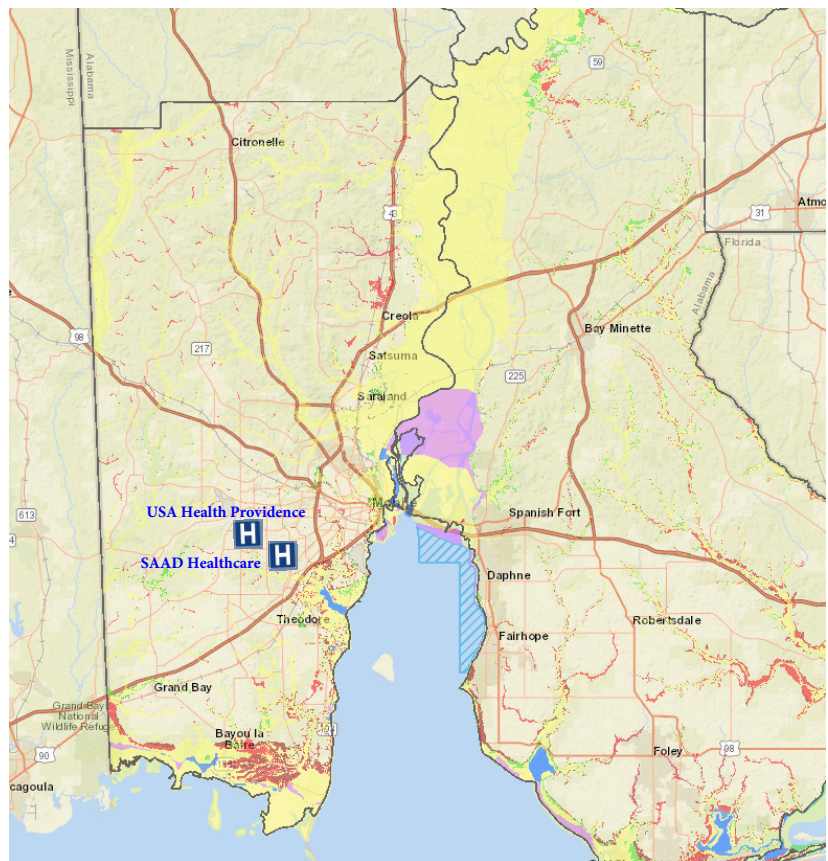 Mississippi
Alabama
59
Citronelle
43
31
Atmo
Florida
Alabama
Creola
Bay Minette
98
217
Satsuma
225
Saraland
USA Health Providence
H
Mobile
Spanish Fort
613
H
SAAD Healthcare
Daphne
Theodore
Robertsdale
Fairhope
Grand Bay
Grand Bay
National
Wildlife Refuge
Bayou la
Batre
90
Foley
98
cagoula